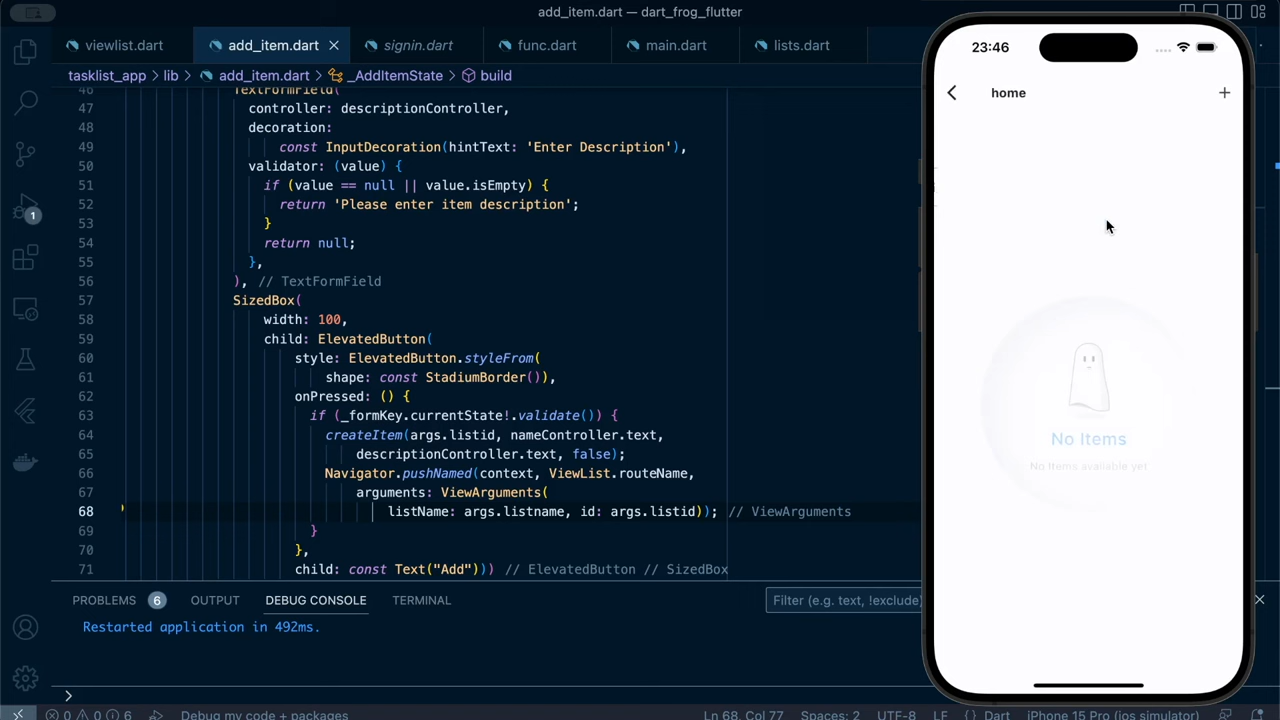 add_item.dart — dart_frog_flutter
viewlist.dart
add_item.dart
signin.dart
func.dart
main.dart
lists.dart
tasklist_app › lib › add_item.dart › _AddItemState › build
46 TextFormField(
47 controller: descriptionController,
48 decoration:
49 const InputDecoration(hintText: 'Enter Description'),
50 validator: (value) {
51 if (value == null || value.isEmpty) {
52 return 'Please enter item description';
53 }
54 return null;
55 },
56 ), // TextFormField
57 SizedBox(
58 width: 100,
59 child: ElevatedButton(
60 style: ElevatedButton.styleFrom(
61 shape: const StadiumBorder()),
62 onPressed: () {
63 if (_formKey.currentState!.validate()) {
64 createItem(args.listid, nameController.text,
65 descriptionController.text, false);
66 Navigator.pushNamed(context, ViewList.routeName,
67 arguments: ViewArguments(
68 listName: args.listname, id: args.listid)); // ViewArguments
69 }
70 },
71 child: const Text("Add"))) // ElevatedButton // SizedBox
1
PROBLEMS 6 OUTPUT DEBUG CONSOLE TERMINAL
Filter (e.g. text, !exclude)
Restarted application in 492ms.
0 0 6 Debug my code + packages
Ln 68, Col 77 Spaces: 2 UTF-8 LF {} Dart iPhone 15 Pro (ios simulator)
23:46
home
No Items
No Items available yet